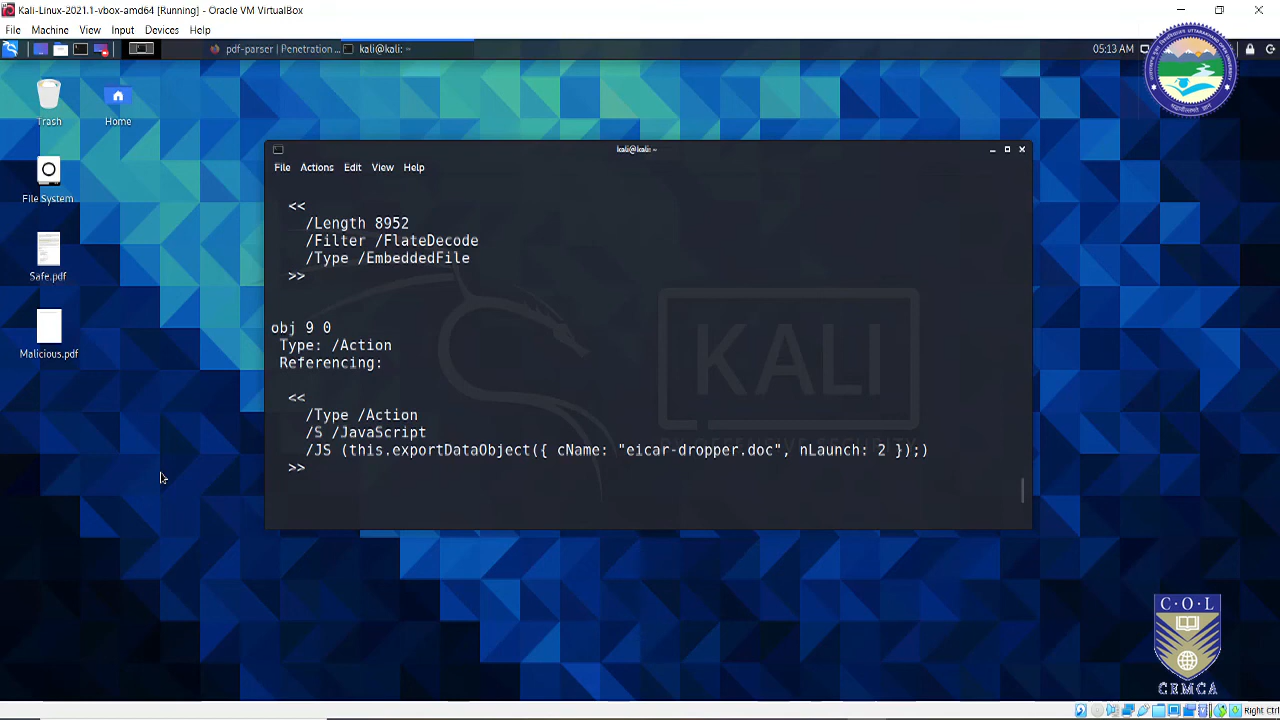 Kali-Linux-2021.1-vbox-amd64 [Running] - Oracle VM VirtualBox
File Machine View Input Devices Help
pdf-parser | Penetration ... kali@kali: ~ 05:13 AM
Trash Home
File System
Safe.pdf
Malicious.pdf
kali@kali: ~
File Actions Edit View Help
<<
/Length 8952
/Filter /FlateDecode
/Type /EmbeddedFile
>>
obj 9 0
Type: /Action
Referencing:
<<
/Type /Action
/S /JavaScript
/JS (this.exportDataObject({ cName: "eicar-dropper.doc", nLaunch: 2 });)
>>
KALI
C·O·L
CEMCA
Right Ctrl